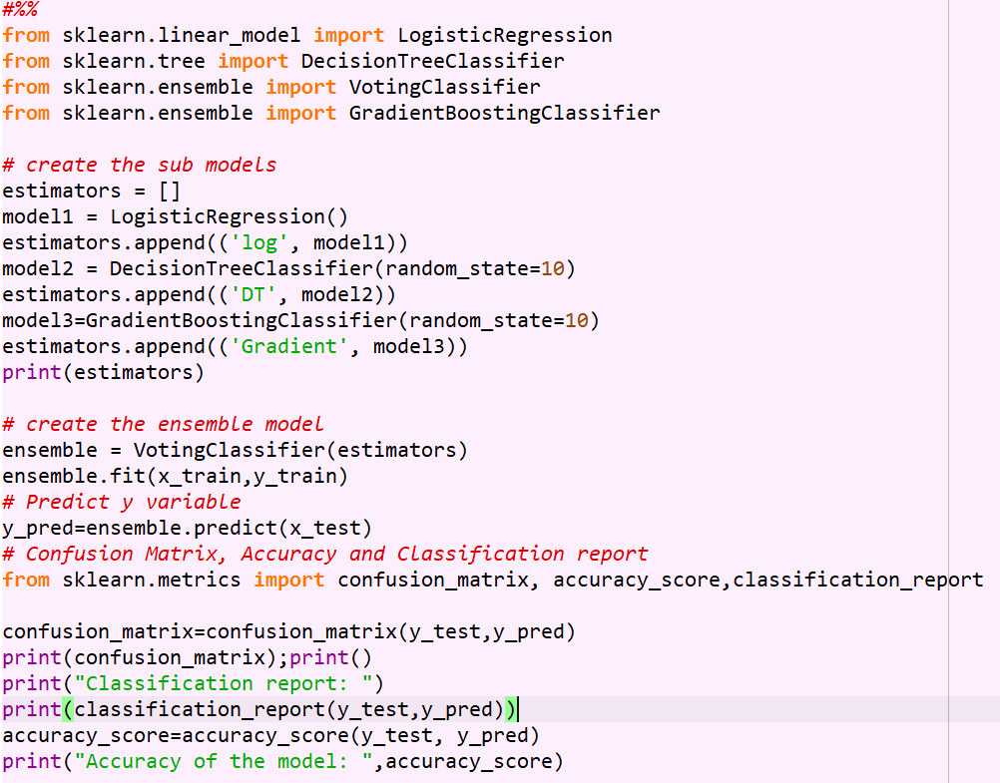 #%%
from sklearn.linear_model import LogisticRegression
from sklearn.tree import DecisionTreeClassifier
from sklearn.ensemble import VotingClassifier
from sklearn.ensemble import GradientBoostingClassifier
# create the sub models
estimators = []
model1 = LogisticRegression()
estimators.append(('log', model1))
model2 = DecisionTreeClassifier(random_state=10)
estimators.append(('DT', model2))
model3=GradientBoostingClassifier(random_state=10)
estimators.append(('Gradient', model3))
print(estimators)
# create the ensemble model
ensemble = VotingClassifier(estimators)
ensemble.fit(x_train,y_train)
# Predict y variable
y_pred=ensemble.predict(x_test)
# Confusion Matrix, Accuracy and Classification report
from sklearn.metrics import confusion_matrix, accuracy_score,classification_report
confusion_matrix=confusion_matrix(y_test,y_pred)
print(confusion_matrix);print()
print("Classification report: ")
print(classification_report(y_test,y_pred))
accuracy_score=accuracy_score(y_test, y_pred)
print("Accuracy of the model: ",accuracy_score)